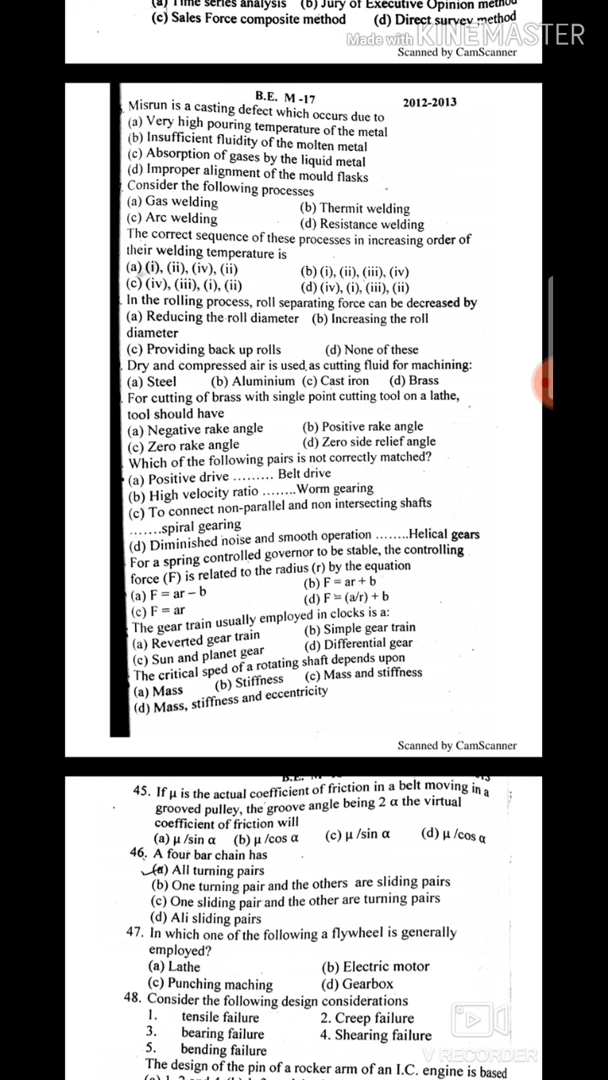 (a) Time series analysis (b) Jury of Executive Opinion method
(c) Sales Force composite method (d) Direct survey method
Made with KINEMASTER
Scanned by CamScanner
B.E. M -17 2012-2013
Misrun is a casting defect which occurs due to
(a) Very high pouring temperature of the metal
(b) Insufficient fluidity of the molten metal
(c) Absorption of gases by the liquid metal
(d) Improper alignment of the mould flasks
Consider the following processes
(a) Gas welding (b) Thermit welding
(c) Arc welding (d) Resistance welding
The correct sequence of these processes in increasing order of
their welding temperature is
(a) (i), (ii), (iv), (ii) (b) (i), (ii), (iii), (iv)
(c) (iv), (iii), (i), (ii) (d) (iv), (i), (iii), (ii)
In the rolling process, roll separating force can be decreased by
(a) Reducing the roll diameter (b) Increasing the roll
diameter
(c) Providing back up rolls (d) None of these
Dry and compressed air is used as cutting fluid for machining:
(a) Steel (b) Aluminium (c) Cast iron (d) Brass
For cutting of brass with single point cutting tool on a lathe,
tool should have
(a) Negative rake angle (b) Positive rake angle
(c) Zero rake angle (d) Zero side relief angle
Which of the following pairs is not correctly matched?
(a) Positive drive ......... Belt drive
(b) High velocity ratio ........Worm gearing
(c) To connect non-parallel and non intersecting shafts
.......spiral gearing
(d) Diminished noise and smooth operation ........Helical gears
For a spring controlled governor to be stable, the controlling
force (F) is related to the radius (r) by the equation
(a) F = ar – b (b) F = ar + b
(c) F = ar (d) F = (a/r) + b
The gear train usually employed in clocks is a:
(a) Reverted gear train (b) Simple gear train
(c) Sun and planet gear (d) Differential gear
The critical sped of a rotating shaft depends upon
(a) Mass (b) Stiffness (c) Mass and stiffness
(d) Mass, stiffness and eccentricity
Scanned by CamScanner
45. If μ is the actual coefficient of friction in a belt moving in a
grooved pulley, the groove angle being 2 α the virtual
coefficient of friction will
(a) μ /sin α (b) μ /cos α (c) μ /sin α (d) μ /cos α
46. A four bar chain has
(a) All turning pairs
(b) One turning pair and the others are sliding pairs
(c) One sliding pair and the other are turning pairs
(d) Ali sliding pairs
47. In which one of the following a flywheel is generally
employed?
(a) Lathe (b) Electric motor
(c) Punching maching (d) Gearbox
48. Consider the following design considerations
1. tensile failure 2. Creep failure
3. bearing failure 4. Shearing failure
5. bending failure
V RECORDER
The design of the pin of a rocker arm of an I.C. engine is based